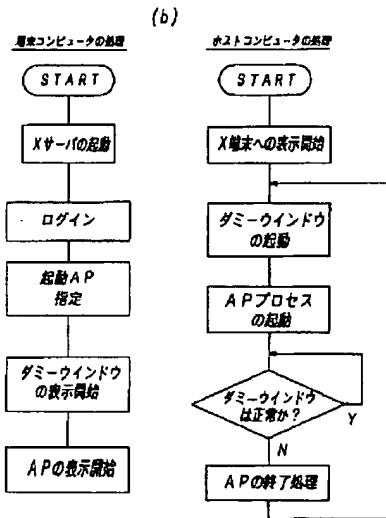 (b)
端末コンピュータの処理
START
Xサーバの起動
ログイン
起動AP
指定
ダミーウインドウ
の表示開始
APの表示開始
ホストコンピュータの処理
START
X端末への表示開始
ダミーウインドウ
の起動
APプロセス
の起動
ダミーウインドウ
は正常か?
Y
N
APの終了処理